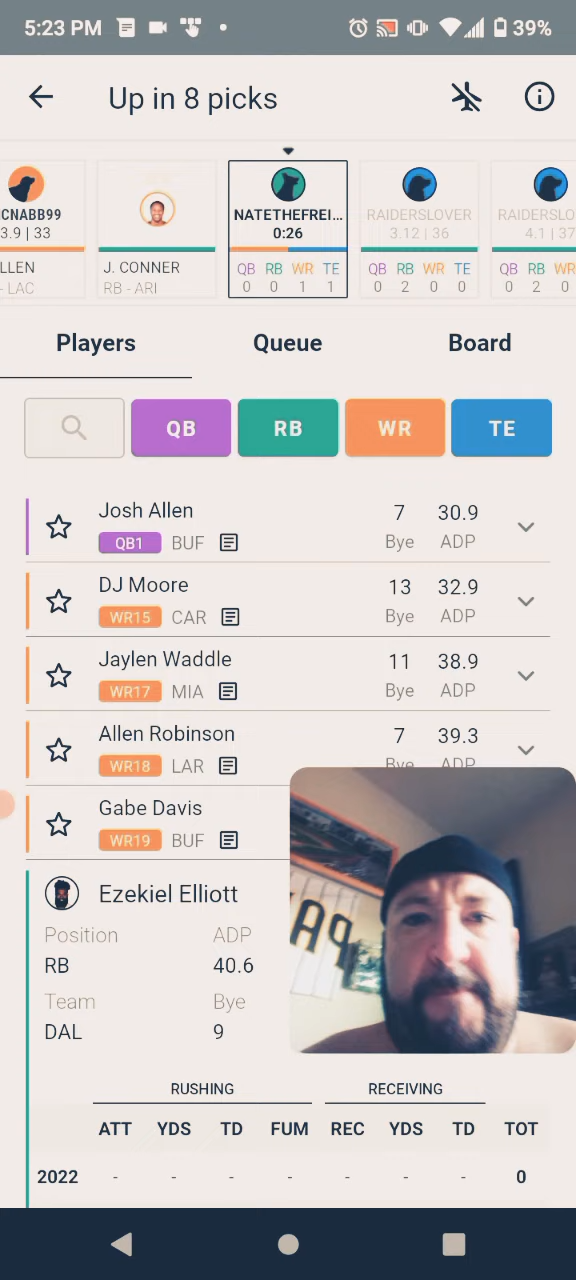 5:23 PM 39%
Up in 8 picks
CNABB99 NATETHEFREI... RAIDERSLOVER RAIDERSLO
3.9 | 33 0:26 3.12 | 36 4.1 | 37
LLEN J. CONNER QB RB WR TE QB RB WR TE QB RB WR
- LAC RB - ARI 0 0 1 1 0 2 0 0 0 2 0
Players Queue Board
QB RB WR TE
Josh Allen 7 30.9
QB1 BUF Bye ADP
DJ Moore 13 32.9
WR15 CAR Bye ADP
Jaylen Waddle 11 38.9
WR17 MIA Bye ADP
Allen Robinson 7 39.3
WR18 LAR Bye ADP
Gabe Davis
WR19 BUF
Ezekiel Elliott
Position ADP
RB 40.6
Team Bye
DAL 9
RUSHING RECEIVING
ATT YDS TD FUM REC YDS TD TOT
2022 - - - - - - - 0